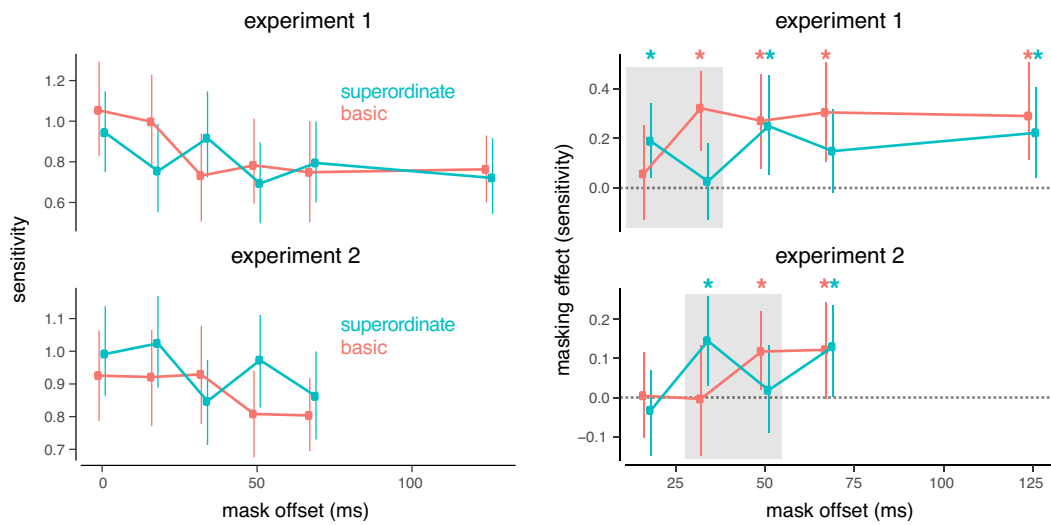 experiment 1
1.2
1.0
0.8
0.6
superordinate
basic
sensitivity
experiment 2
1.1
1.0
0.9
0.8
0.7
superordinate
basic
0 50 100
mask offset (ms)
experiment 1
* * * * * * *
0.4
0.2
0.0
masking effect (sensitivity)
experiment 2
* * * *
0.2
0.1
0.0
−0.1
25 50 75 100 125
mask offset (ms)